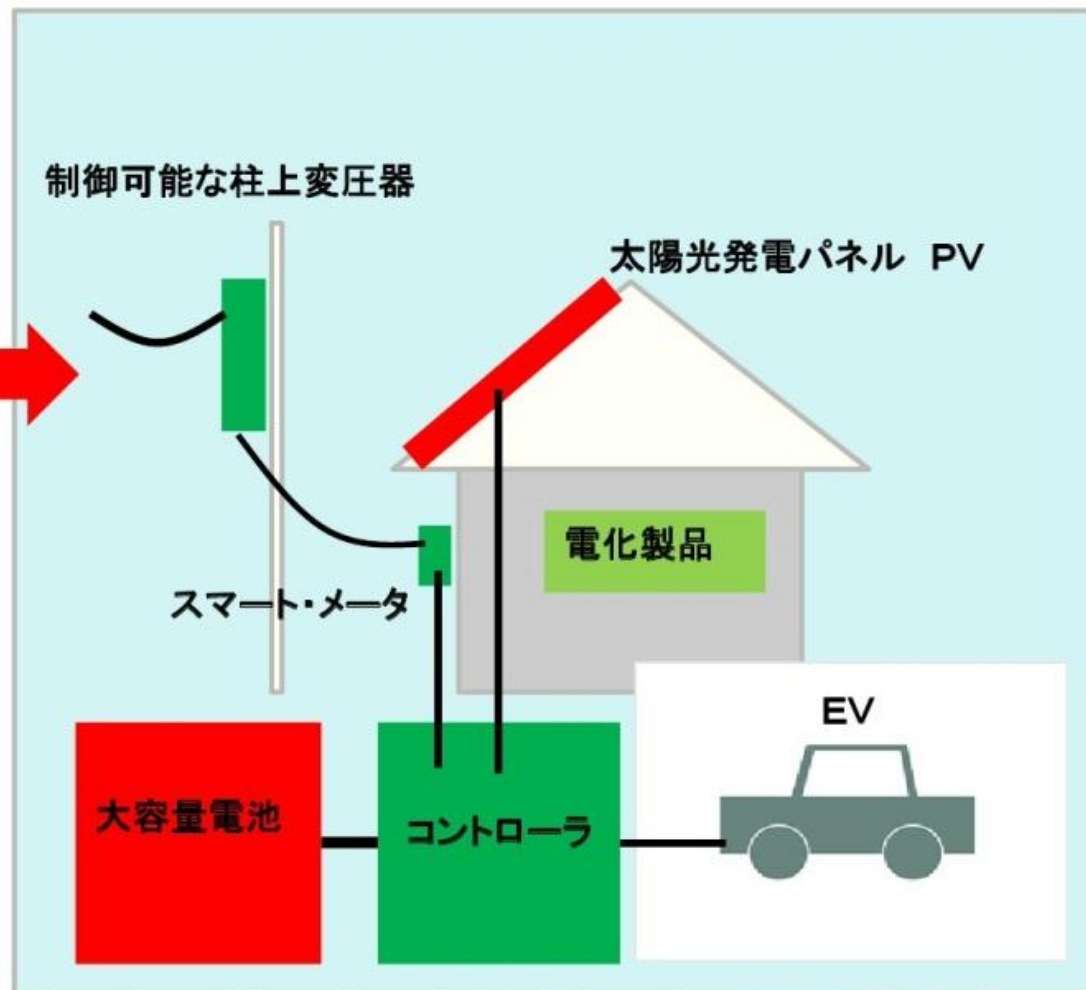 制御可能な柱上変圧器
太陽光発電パネル PV
電化製品
スマート・メータ
EV
大容量電池
コントローラ